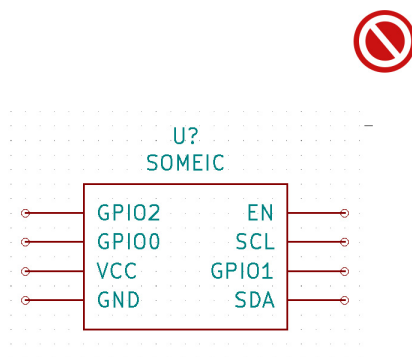 U?
SOMEIC
GPIO2 EN
GPIO0 SCL
VCC GPIO1
GND SDA